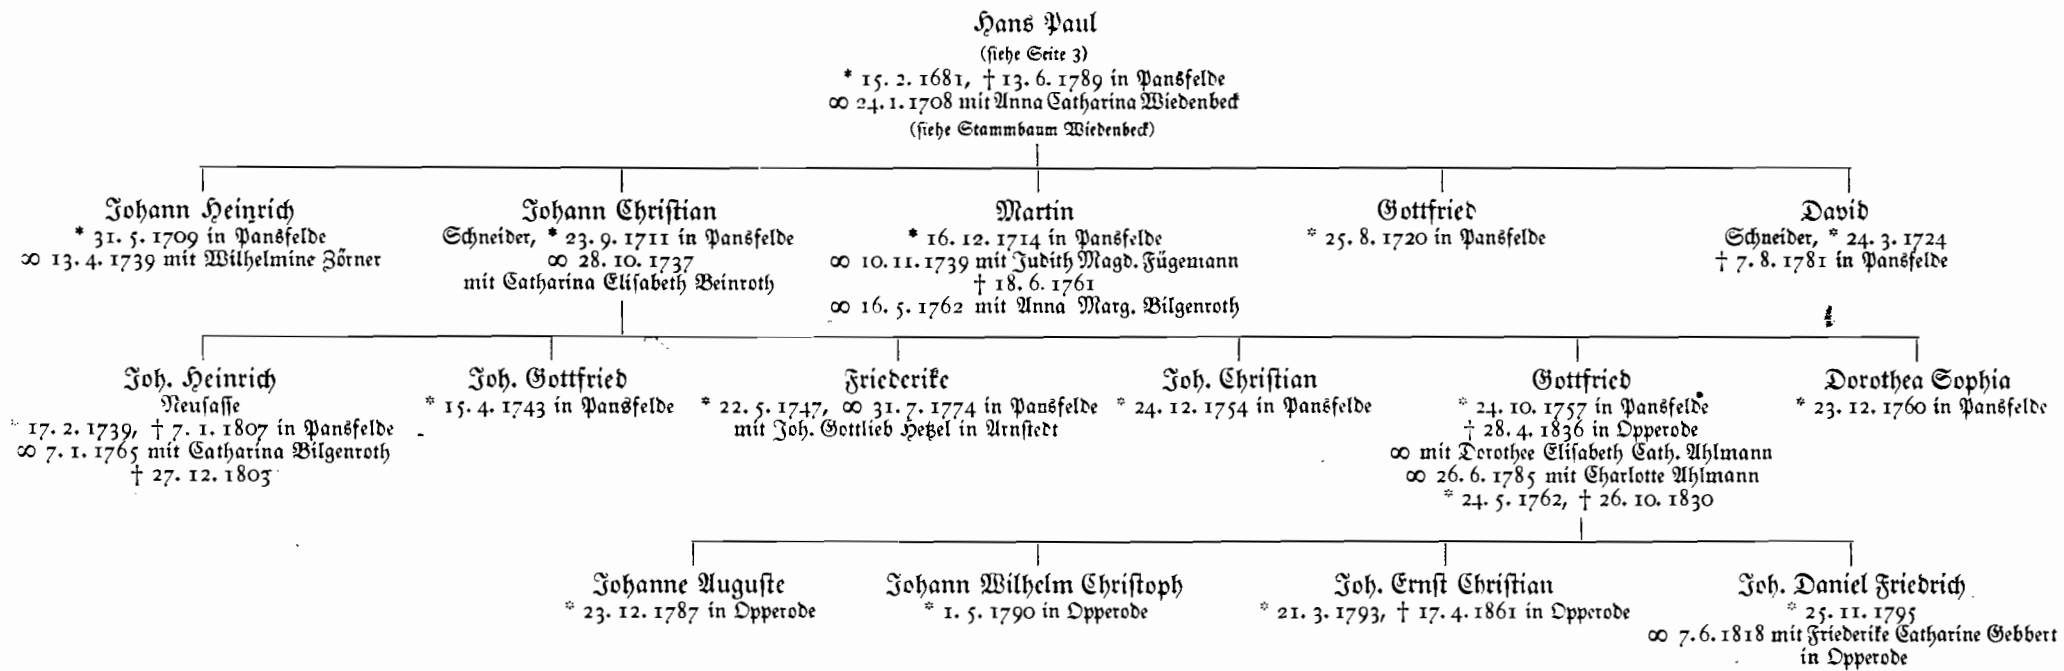 Hans Paul
(siehe Seite 3)
* 15. 2. 1681, † 13. 6. 1789 in Pansfelde
∞ 24. 1. 1708 mit Anna Catharina Wiedenbeck
(siehe Stammbaum Wiedenbeck)
Johann Heinrich
* 31. 5. 1709 in Pansfelde
∞ 13. 4. 1739 mit Wilhelmine Zörner
Johann Christian
Schneider, * 23. 9. 1711 in Pansfelde
∞ 28. 10. 1737
mit Catharina Elisabeth Beinroth
Martin
* 16. 12. 1714 in Pansfelde
∞ 10. 11. 1739 mit Judith Magd. Fügemann
† 18. 6. 1761
∞ 16. 5. 1762 mit Anna Marg. Bilgenroth
Gottfried
* 25. 8. 1720 in Pansfelde
David
Schneider, * 24. 3. 1724
† 7. 8. 1781 in Pansfelde
Joh. Heinrich
Neusasse
* 17. 2. 1739, † 7. 1. 1807 in Pansfelde
∞ 7. 1. 1765 mit Catharina Bilgenroth
† 27. 12. 1803
Joh. Gottfried
* 15. 4. 1743 in Pansfelde
Friederike
* 22. 5. 1747, ∞ 31. 7. 1774 in Pansfelde
mit Joh. Gottlieb Hetzel in Arnstedt
Joh. Christian
* 24. 12. 1754 in Pansfelde
Gottfried
* 24. 10. 1757 in Pansfelde
† 28. 4. 1836 in Opperode
∞ mit Dorothee Elisabeth Cath. Ahlmann
∞ 26. 6. 1785 mit Charlotte Ahlmann
* 24. 5. 1762, † 26. 10. 1830
Dorothea Sophia
* 23. 12. 1760 in Pansfelde
Johanne Auguste
* 23. 12. 1787 in Opperode
Johann Wilhelm Christoph
* 1. 5. 1790 in Opperode
Joh. Ernst Christian
* 21. 3. 1793, † 17. 4. 1861 in Opperode
Joh. Daniel Friedrich
* 25. 11. 1795
∞ 7. 6. 1818 mit Friederike Catharine Gebbert
in Opperode